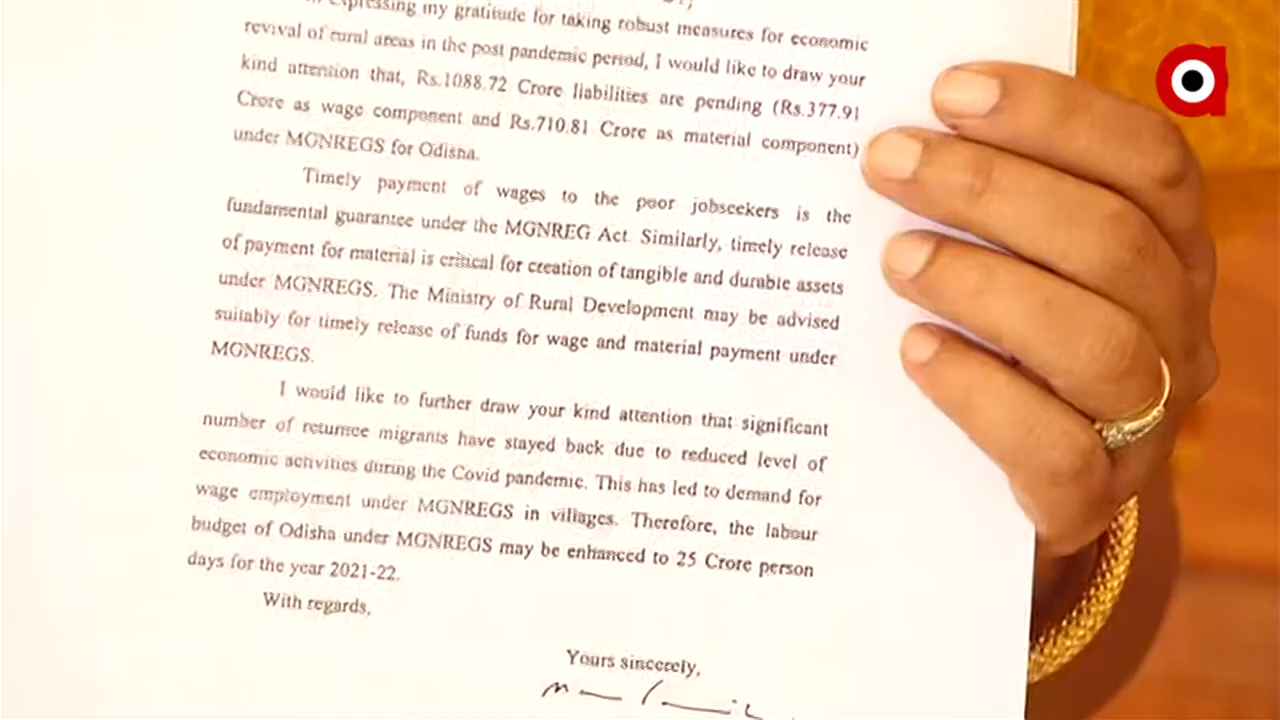 expressing my gratitude for taking robust measures for economic
revival of rural areas in the post pandemic period, I would like to draw your
kind attention that, Rs.1088.72 Crore liabilities are pending (Rs.377.91
Crore as wage component and Rs.710.81 Crore as material component)
under MGNREGS for Odisha.
Timely payment of wages to the poor jobseekers is the
fundamental guarantee under the MGNREG Act. Similarly, timely release
of payment for material is critical for creation of tangible and durable assets
under MGNREGS. The Ministry of Rural Development may be advised
suitably for timely release of funds for wage and material payment under
MGNREGS.
I would like to further draw your kind attention that significant
number of returnee migrants have stayed back due to reduced level of
economic activities during the Covid pandemic. This has led to demand for
wage employment under MGNREGS in villages. Therefore, the labour
budget of Odisha under MGNREGS may be enhanced to 25 Crore person
days for the year 2021-22.
With regards,
Yours sincerely,